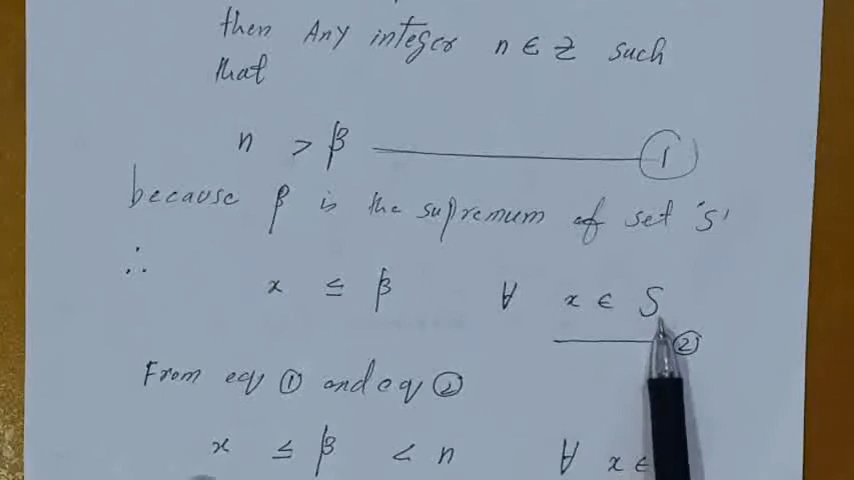 then Any integer n ∈ Z such
that
n > β ——— ①
because β is the supremum of set 'S'
∴
x ≤ β ∀ x ∈ S
——— ②
From eq ① and eq ②
x ≤ β < n ∀ x ∈